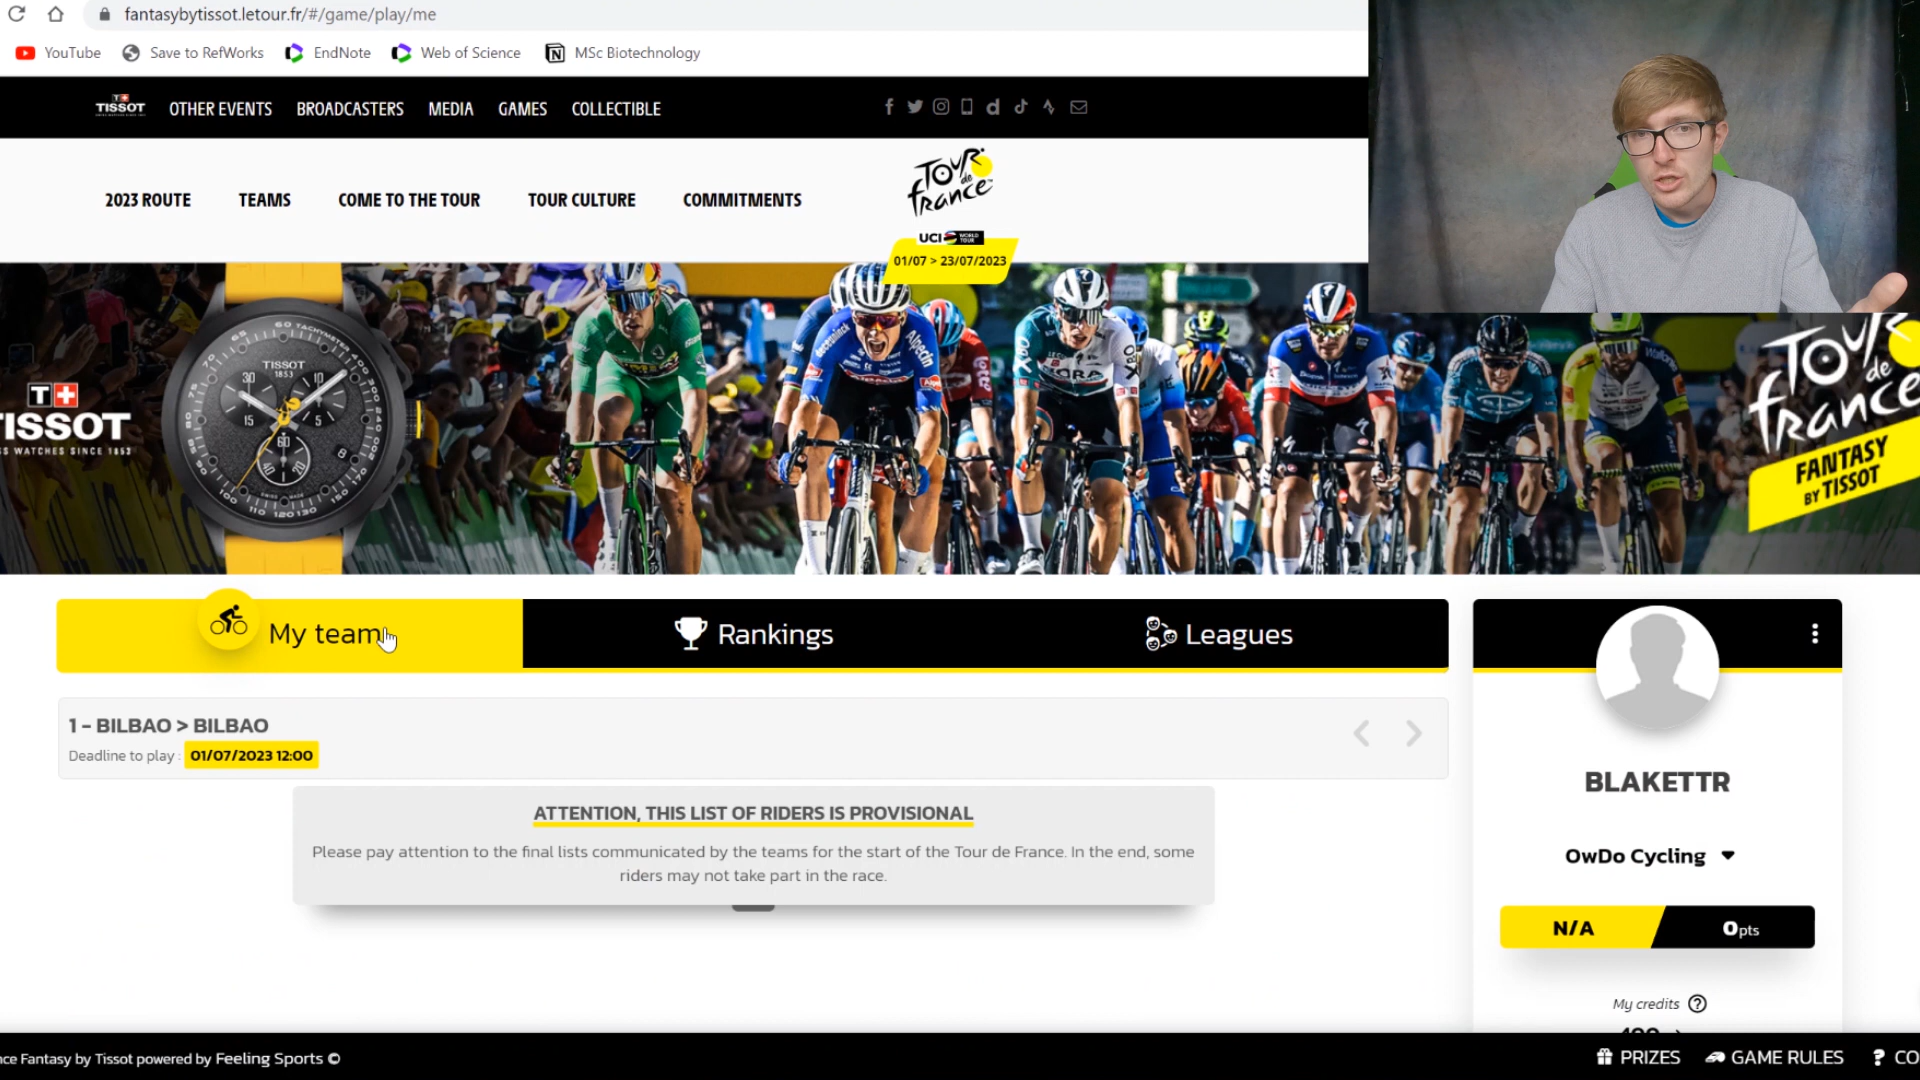 fantasybytissot.letour.fr/#/game/play/me
YouTube Save to RefWorks EndNote Web of Science MSc Biotechnology
TISSOT OTHER EVENTS BROADCASTERS MEDIA GAMES COLLECTIBLE
2023 ROUTE TEAMS COME TO THE TOUR TOUR CULTURE COMMITMENTS
TOUR de france
UCI WORLD TOUR
01/07 > 23/07/2023
TISSOT
1853
TISSOT
SS WATCHES SINCE 1853
TOUR de france
FANTASY
BY TISSOT
My team Rankings Leagues
1 - BILBAO > BILBAO
Deadline to play : 01/07/2023 12:00
ATTENTION, THIS LIST OF RIDERS IS PROVISIONAL
Please pay attention to the final lists communicated by the teams for the start of the Tour de France. In the end, some
riders may not take part in the race.
BLAKETTR
OwDo Cycling
N/A 0pts
My credits ?
nce Fantasy by Tissot powered by Feeling Sports ©
PRIZES GAME RULES ? CO